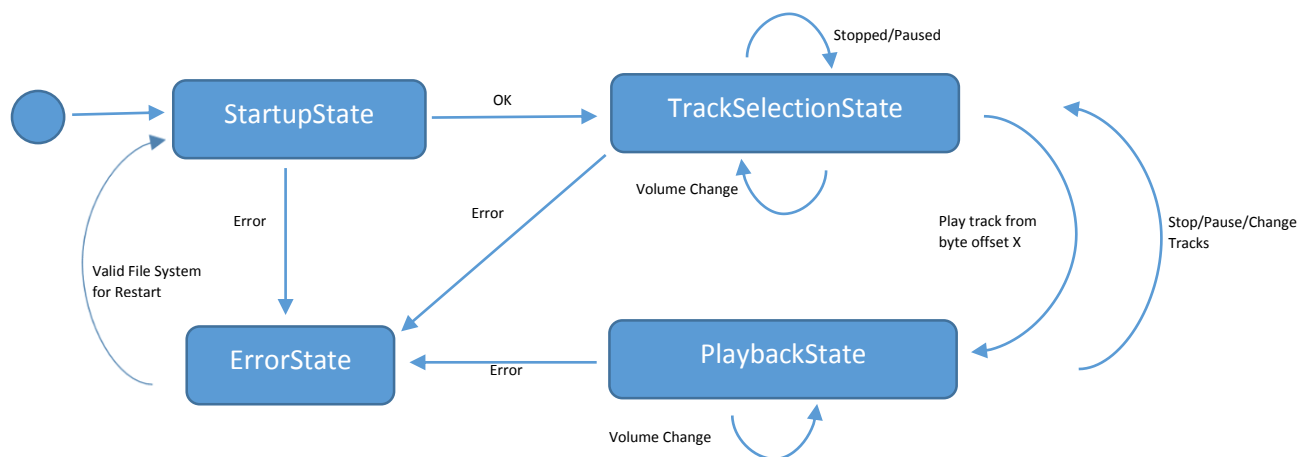 Stopped/Paused
StartupState
OK
TrackSelectionState
Volume Change
Error
Error
Play track from
byte offset X
Stop/Pause/Change
Tracks
Valid File System
for Restart
ErrorState
Error
PlaybackState
Volume Change